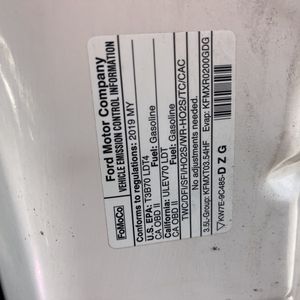 FoMoCo
Ford Motor Company
VEHICLE EMISSION CONTROL INFORMATION
Conforms to regulations: 2019 MY
U.S. EPA: T3B70 LDT4 Fuel: Gasoline
CA OBD II
California: ULEV70 LDT Fuel: Gasoline
CA OBD II
TWC/DFI/SFI/HO2S/WR-HO2S/TC/CAC
No adjustments needed.
3.5L-Group: KFMXT03.54HF Evap: KFMXR0200GDG
KW7E-9C485-DZG